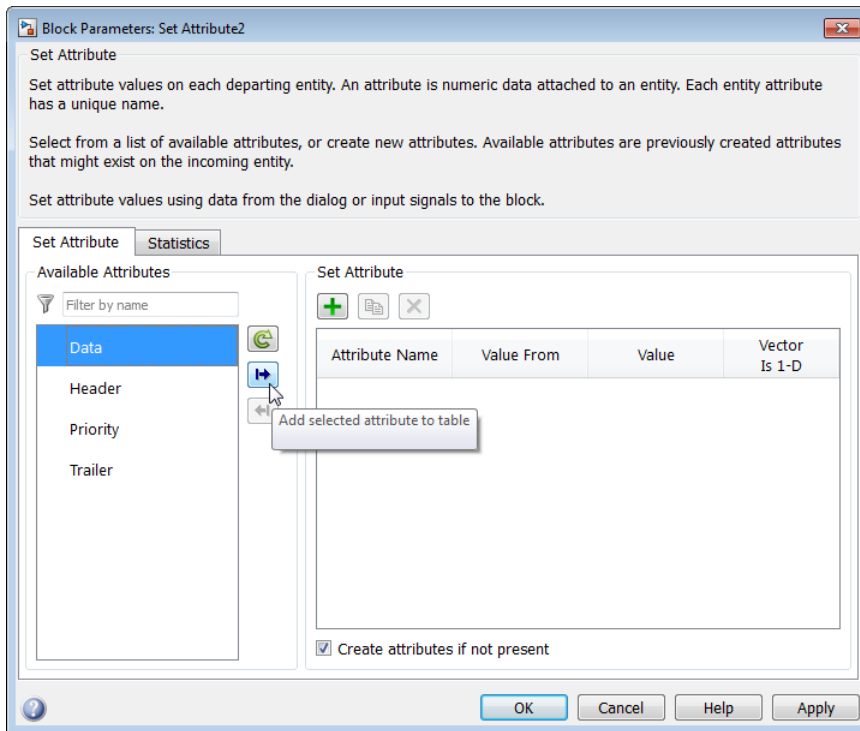 Block Parameters: Set Attribute2
Set Attribute
Set attribute values on each departing entity. An attribute is numeric data attached to an entity. Each entity attribute
has a unique name.
Select from a list of available attributes, or create new attributes. Available attributes are previously created attributes
that might exist on the incoming entity.
Set attribute values using data from the dialog or input signals to the block.
Set Attribute Statistics
Available Attributes
Filter by name
Data
Header
Priority
Trailer
Add selected attribute to table
Set Attribute
Attribute Name Value From Value Vector
Is 1-D
Create attributes if not present
OK Cancel Help Apply